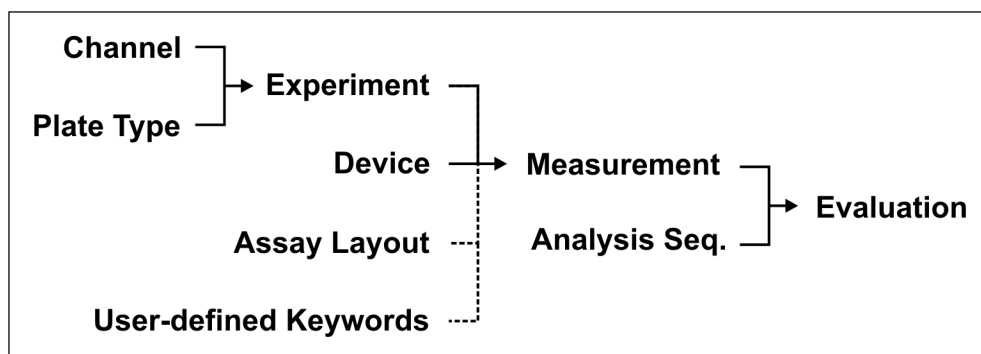 Channel
Plate Type
Experiment
Device
Assay Layout
User-defined Keywords
Measurement
Analysis Seq.
Evaluation